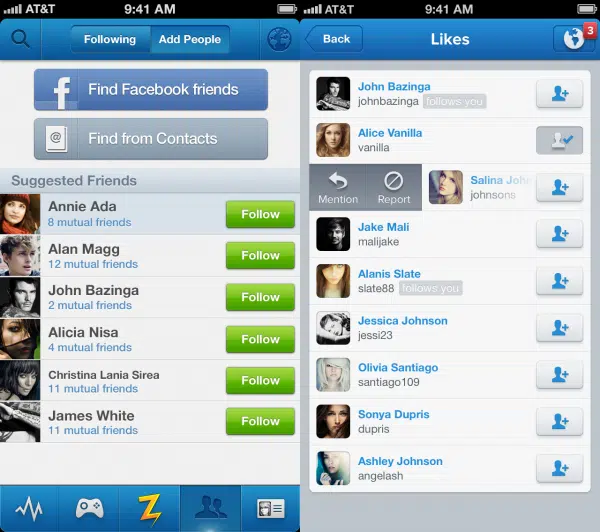 AT&T 9:41 AM
Following Add People
Find Facebook friends
Find from Contacts
Suggested Friends
Annie Ada
8 mutual friends
Follow
Alan Magg
12 mutual friends
Follow
John Bazinga
2 mutual friends
Follow
Alicia Nisa
4 mutual friends
Follow
Christina Lania Sirea
11 mutual friends
Follow
James White
11 mutual friends
Follow
AT&T 9:41 AM
Back Likes 3
John Bazinga
johnbazinga follows you
Alice Vanilla
vanilla
Mention Report
Salina John
johnsons
Jake Mali
malijake
Alanis Slate
slate88 follows you
Jessica Johnson
jessi23
Olivia Santiago
santiago109
Sonya Dupris
dupris
Ashley Johnson
angelash